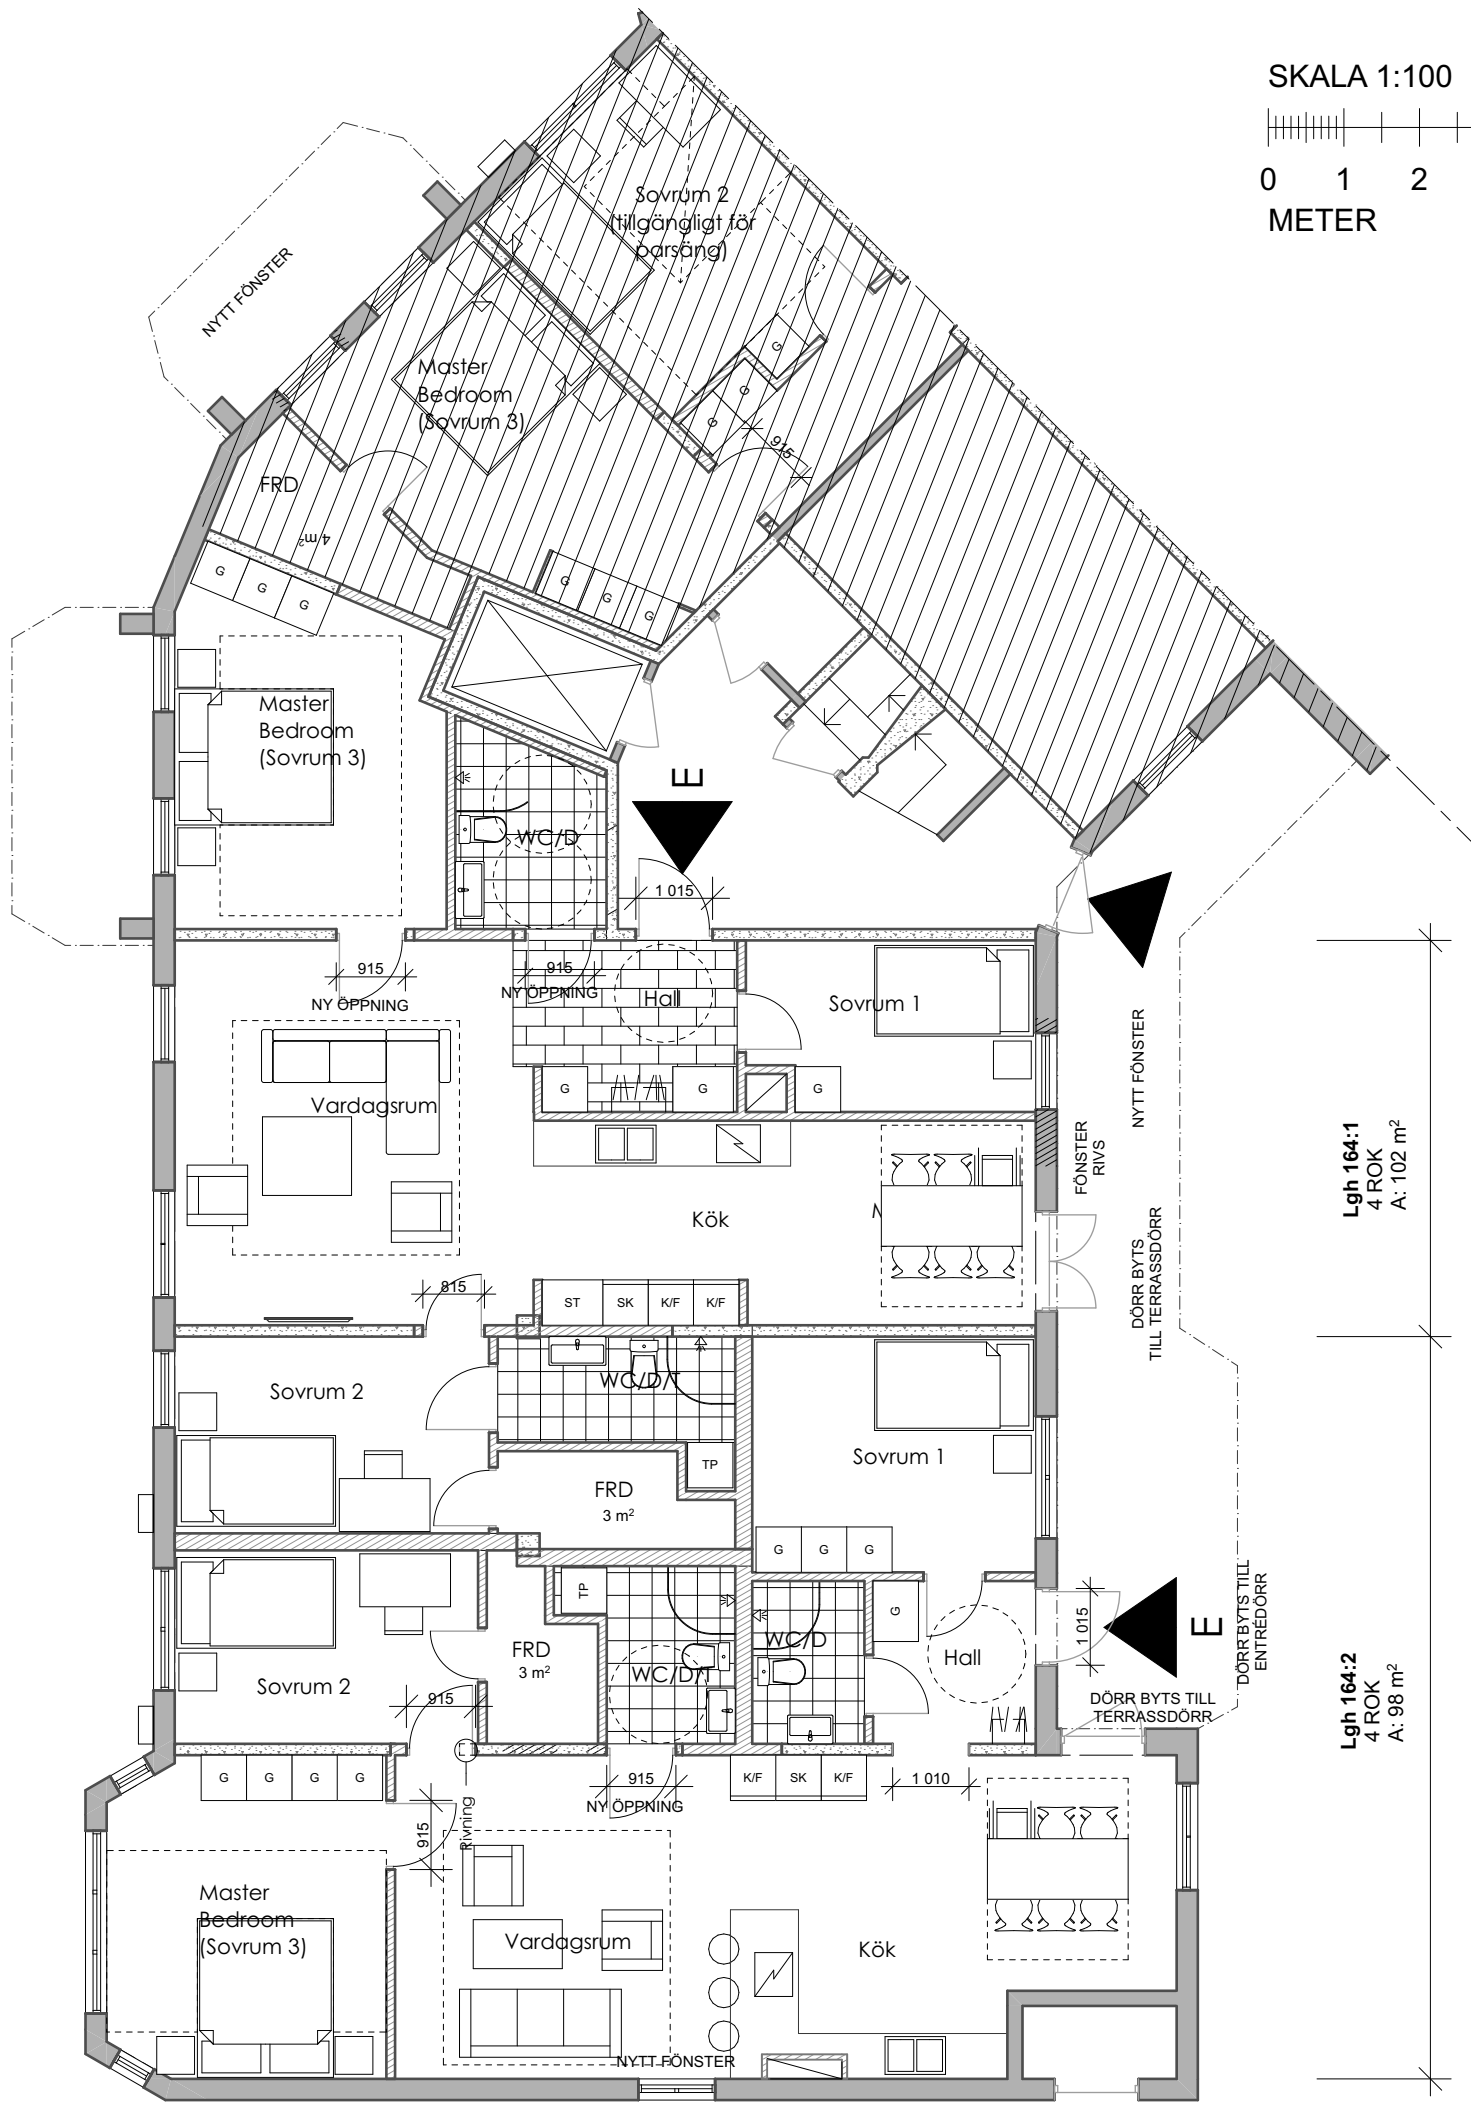 SKALA 1:100
0 1 2
METER
Sovrum 2
(tillgängligt för
parsäng)
NYTT FÖNSTER
Master
Bedroom
(Sovrum 3)
G
G
G
915
FRD
4 m²
G
G
G
G
G
G
Master
Bedroom
(Sovrum 3)
WC/D
E
1 015
915
NY ÖPPNING
915
NY ÖPPNING
Hall
Sovrum 1
G
G
G
NYTT FÖNSTER
FÖNSTER
RIVS
Vardagsrum
Kök
Lgh 164:1
4 ROK
A: 102 m²
DÖRR BYTS
TILL TERRASSDÖRR
815
ST SK K/F K/F
Sovrum 2
WC/D/T
TP
FRD
3 m²
Sovrum 1
G G G
Sovrum 2
TP
FRD
3 m²
WC/D/T
WC/D
G
Hall
1 015
E
DÖRR BYTS TILL
ENTRÉDÖRR
DÖRR BYTS TILL
TERRASSDÖRR
Lgh 164:2
4 ROK
A: 98 m²
915
G G G G
915
Rivning
915
NY ÖPPNING
K/F SK K/F
1 010
Master
Bedroom
(Sovrum 3)
Vardagsrum
Kök
NYTT FÖNSTER